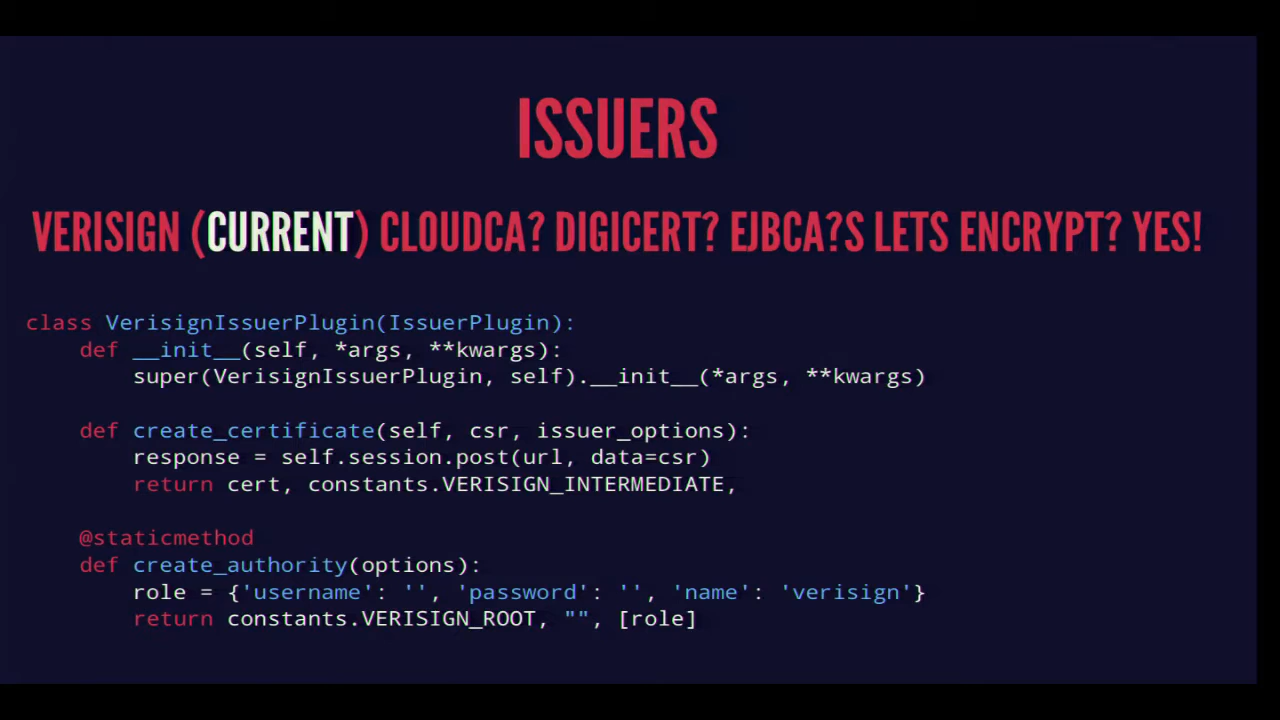 ISSUERS
VERISIGN (CURRENT) CLOUDCA? DIGICERT? EJBCA?S LETS ENCRYPT? YES!
class VerisignIssuerPlugin(IssuerPlugin):
    def __init__(self, *args, **kwargs):
        super(VerisignIssuerPlugin, self).__init__(*args, **kwargs)
    def create_certificate(self, csr, issuer_options):
        response = self.session.post(url, data=csr)
        return cert, constants.VERISIGN_INTERMEDIATE,
    @staticmethod
    def create_authority(options):
        role = {'username': '', 'password': '', 'name': 'verisign'}
        return constants.VERISIGN_ROOT, "", [role]